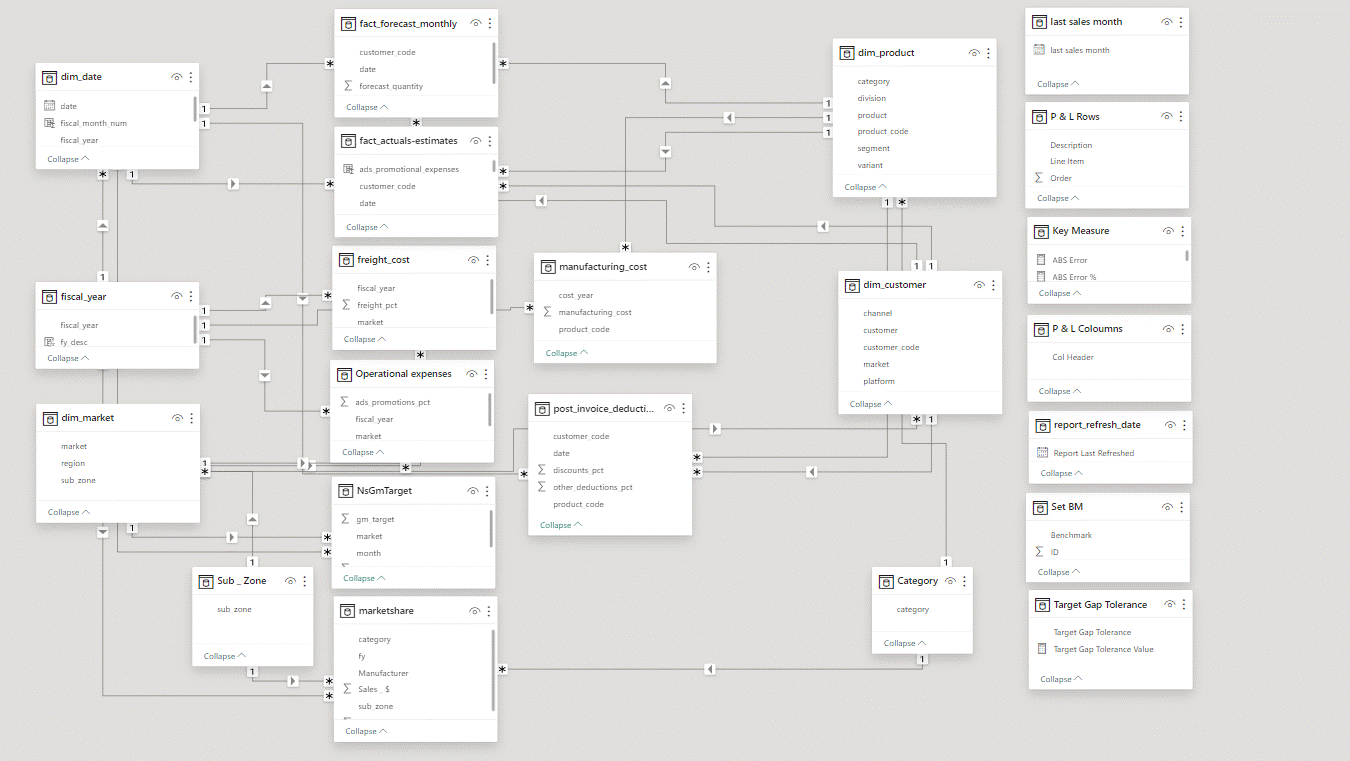 fact_forecast_monthly
customer_code
date
forecast_quantity
Collapse
dim_date
date
fiscal_month_num
fiscal_year
Collapse
fact_actuals-estimates
ads_promotional_expenses
customer_code
date
Collapse
dim_product
category
division
product
product_code
segment
variant
Collapse
last sales month
last sales month
Collapse
P & L Rows
Description
Line Item
Order
Collapse
Key Measure
ABS Error
ABS Error %
Collapse
fiscal_year
fiscal_year
fy_desc
Collapse
freight_cost
fiscal_year
freight_pct
market
Collapse
manufacturing_cost
cost_year
manufacturing_cost
product_code
Collapse
dim_customer
channel
customer
customer_code
market
platform
Collapse
P & L Coloumns
Col Header
Collapse
dim_market
market
region
sub_zone
Collapse
Operational expenses
ads_promotions_pct
fiscal_year
market
Collapse
post_invoice_deducti...
customer_code
date
discounts_pct
other_deductions_pct
product_code
Collapse
report_refresh_date
Report Last Refreshed
Collapse
NsGmTarget
gm_target
market
month
Collapse
Set BM
Benchmark
ID
Collapse
Sub _ Zone
sub_zone
Collapse
marketshare
category
fy
Manufacturer
Sales _ $
sub_zone
Collapse
Category
category
Collapse
Target Gap Tolerance
Target Gap Tolerance
Target Gap Tolerance Value
Collapse